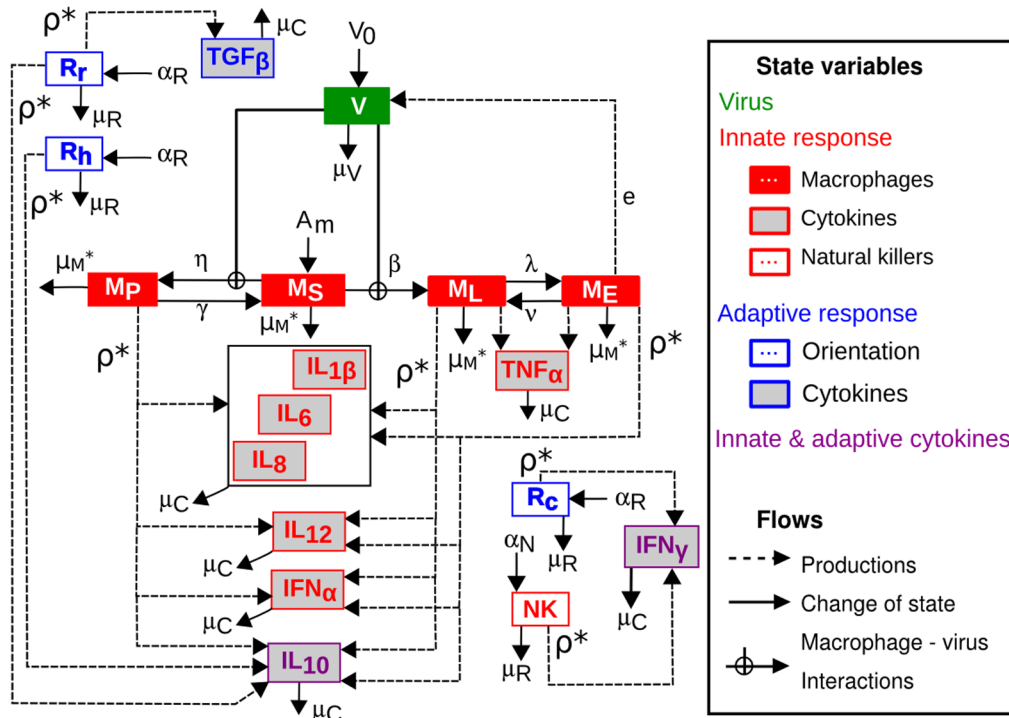 ρ*
μC
V0
TGFβ
Rr
αR
ρ*
μR
V
Rh
αR
μV
ρ*
μR
e
Am
μM*
η
β
λ
MP
MS
ML
ME
γ
ν
μM*
μM*
μM*
ρ*
ρ*
ρ*
IL1β
TNFα
IL6
μC
IL8
μC
ρ*
Rc
αR
IL12
αN
μR
IFNγ
μC
IFNα
NK
μC
μC
ρ*
μR
IL10
μC
State variables
Virus
Innate response
... Macrophages
Cytokines
... Natural killers
Adaptive response
... Orientation
Cytokines
Innate & adaptive cytokines
Flows
Productions
Change of state
Macrophage - virus
Interactions